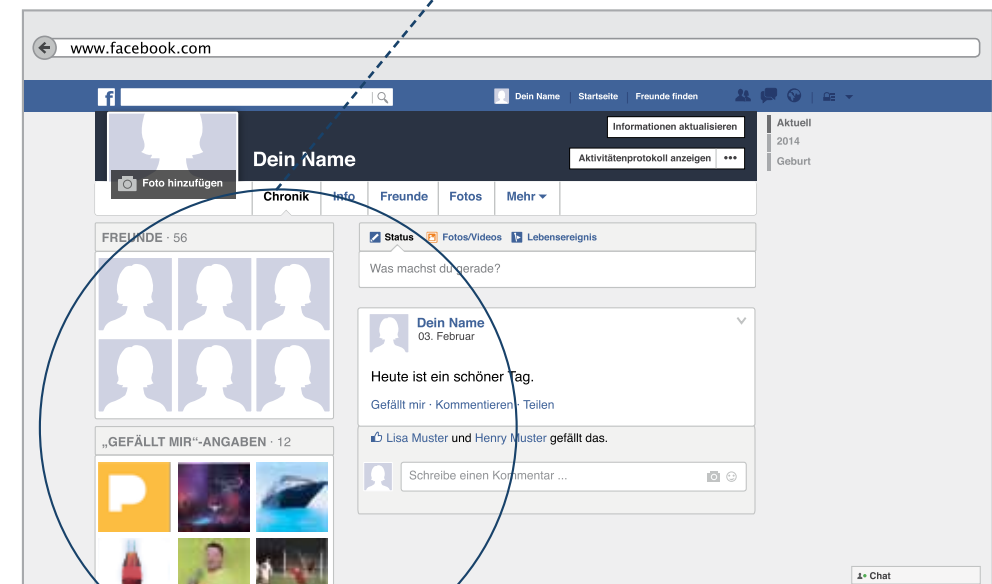 www.facebook.com
f
Dein Name Startseite Freunde finden
Informationen aktualisieren
Dein Name
Aktivitätenprotokoll anzeigen •••
Foto hinzufügen
Aktuell
2014
Geburt
Chronik Info Freunde Fotos Mehr
FREUNDE · 56
Status Fotos/Videos Lebensereignis
Was machst du gerade?
Dein Name
03. Februar
Heute ist ein schöner Tag.
Gefällt mir · Kommentieren · Teilen
Lisa Muster und Henry Muster gefällt das.
Schreibe einen Kommentar ...
„GEFÄLLT MIR“-ANGABEN · 12
P
Chat